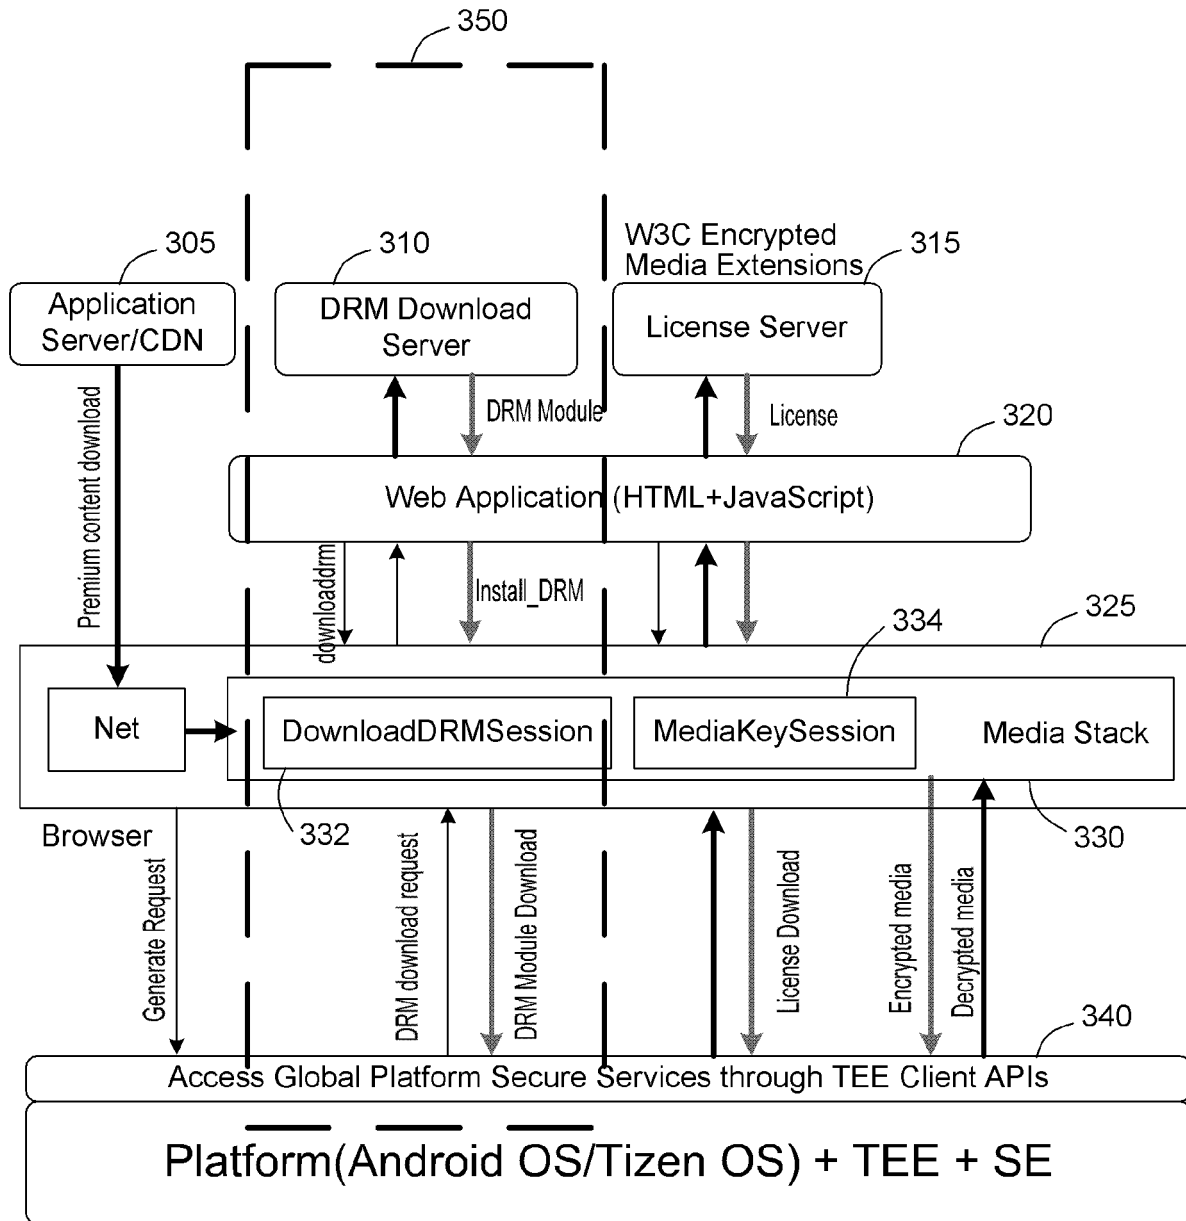 350
305
310
W3C Encrypted
Media Extensions
315
Application
Server/CDN
DRM Download
Server
License Server
Premium content download
DRM Module
License
320
Web Application (HTML+JavaScript)
downloaddrm
Install_DRM
334
325
Net
DownloadDRMSession
MediaKeySession
Media Stack
Browser
332
330
Generate Request
DRM download request
DRM Module Download
License Download
Encrypted media
Decrypted media
340
Access Global Platform Secure Services through TEE Client APIs
Platform(Android OS/Tizen OS) + TEE + SE